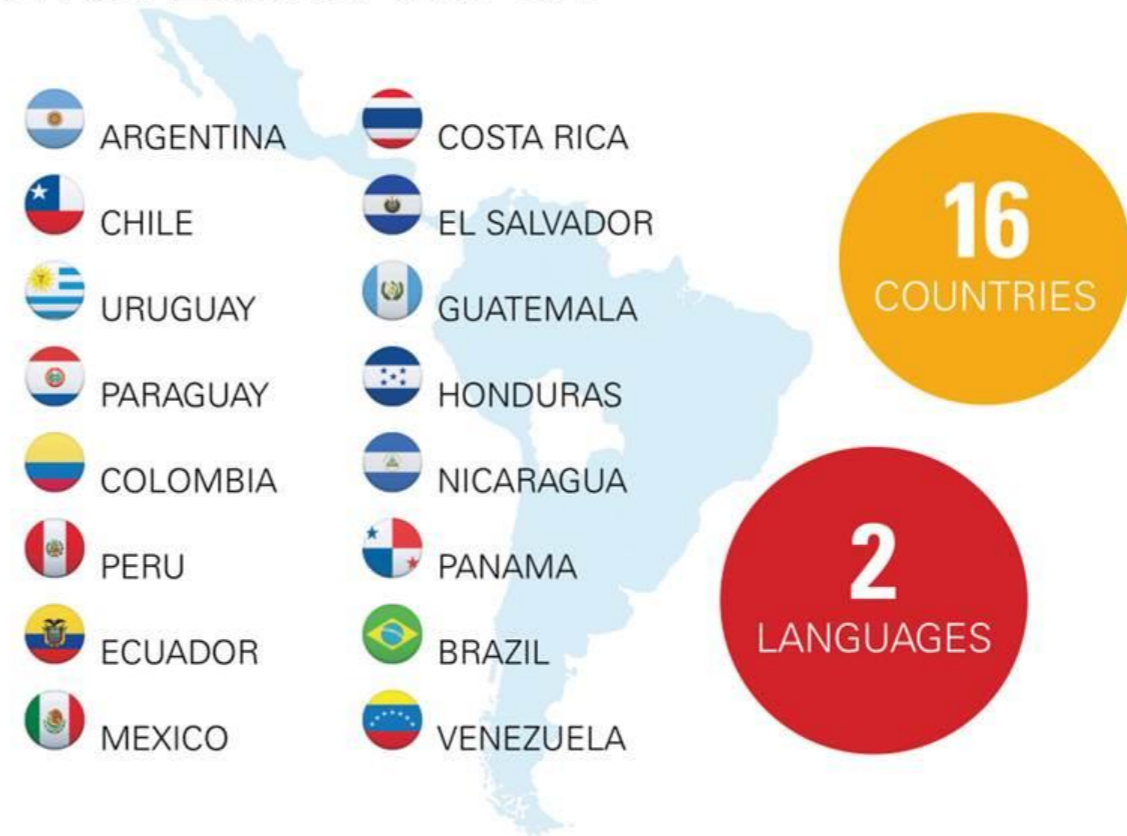 ARGENTINA
CHILE
URUGUAY
PARAGUAY
COLOMBIA
PERU
ECUADOR
MEXICO
COSTA RICA
EL SALVADOR
GUATEMALA
HONDURAS
NICARAGUA
PANAMA
BRAZIL
VENEZUELA
16
COUNTRIES
2
LANGUAGES